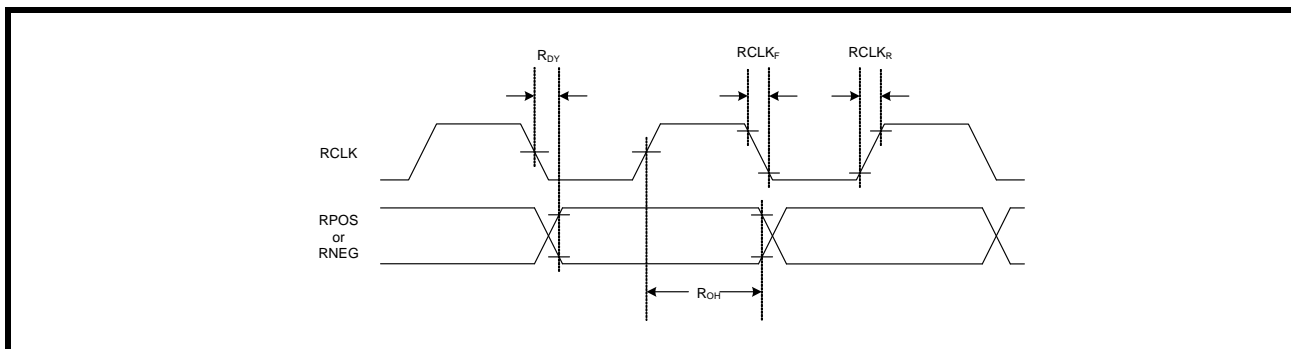 RDY
RCLKF
RCLKR
RCLK
RPOS
or
RNEG
ROH